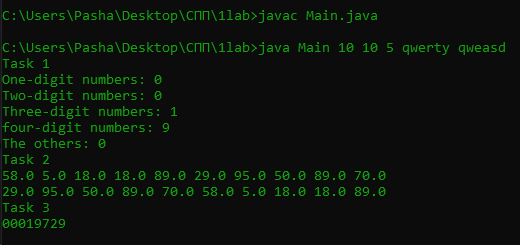 C:\Users\Pasha\Desktop\СПП\1lab>javac Main.java
C:\Users\Pasha\Desktop\СПП\1lab>java Main 10 10 5 qwerty qweasd
Task 1
One-digit numbers: 0
Two-digit numbers: 0
Three-digit numbers: 1
four-digit numbers: 9
The others: 0
Task 2
58.0 5.0 18.0 18.0 89.0 29.0 95.0 50.0 89.0 70.0
29.0 95.0 50.0 89.0 70.0 58.0 5.0 18.0 18.0 89.0
Task 3
00019729